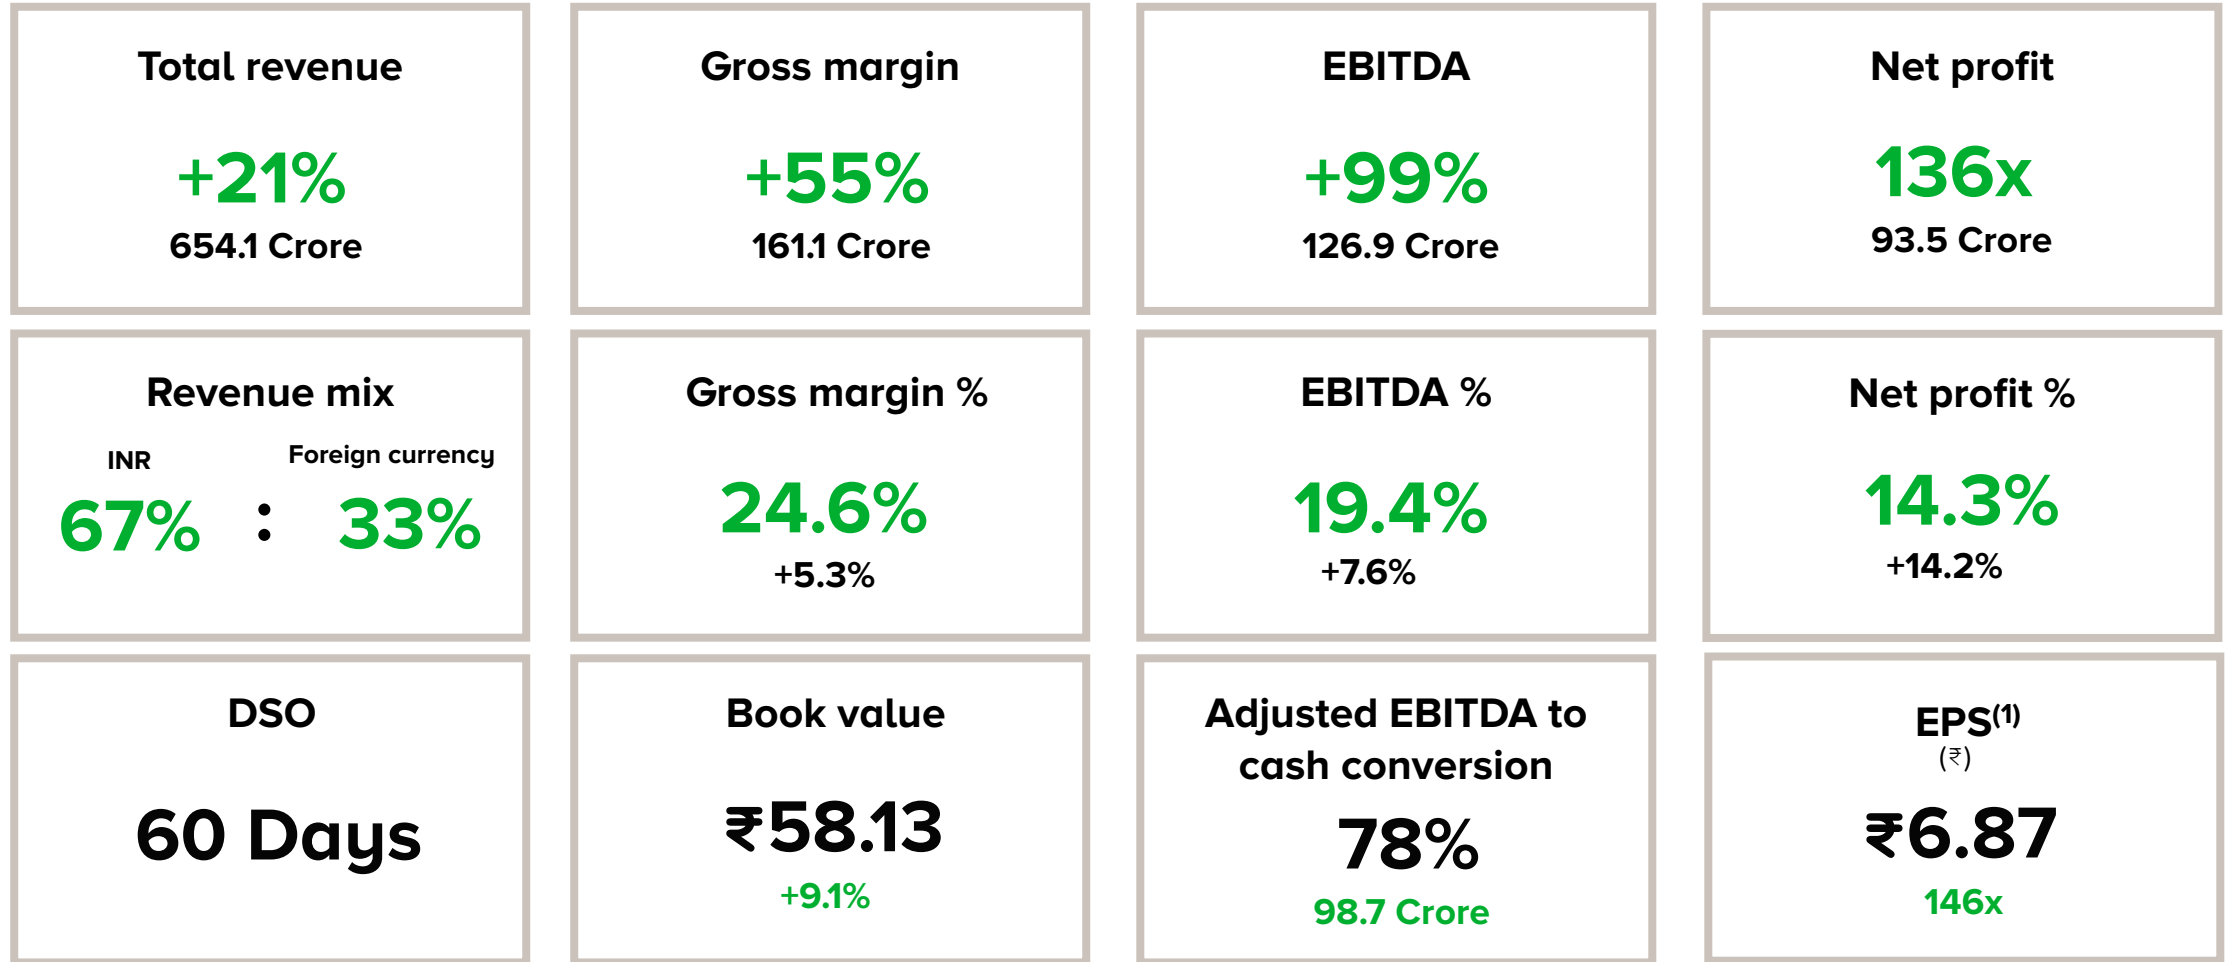 Total revenue
+21%
654.1 Crore
Gross margin
+55%
161.1 Crore
EBITDA
+99%
126.9 Crore
Net profit
136x
93.5 Crore
Revenue mix
INR : Foreign currency
67% 33%
Gross margin %
24.6%
+5.3%
EBITDA %
19.4%
+7.6%
Net profit %
14.3%
+14.2%
DSO
60 Days
Book value
₹58.13
+9.1%
Adjusted EBITDA to
cash conversion
78%
98.7 Crore
EPS(1)
(₹)
₹6.87
146x